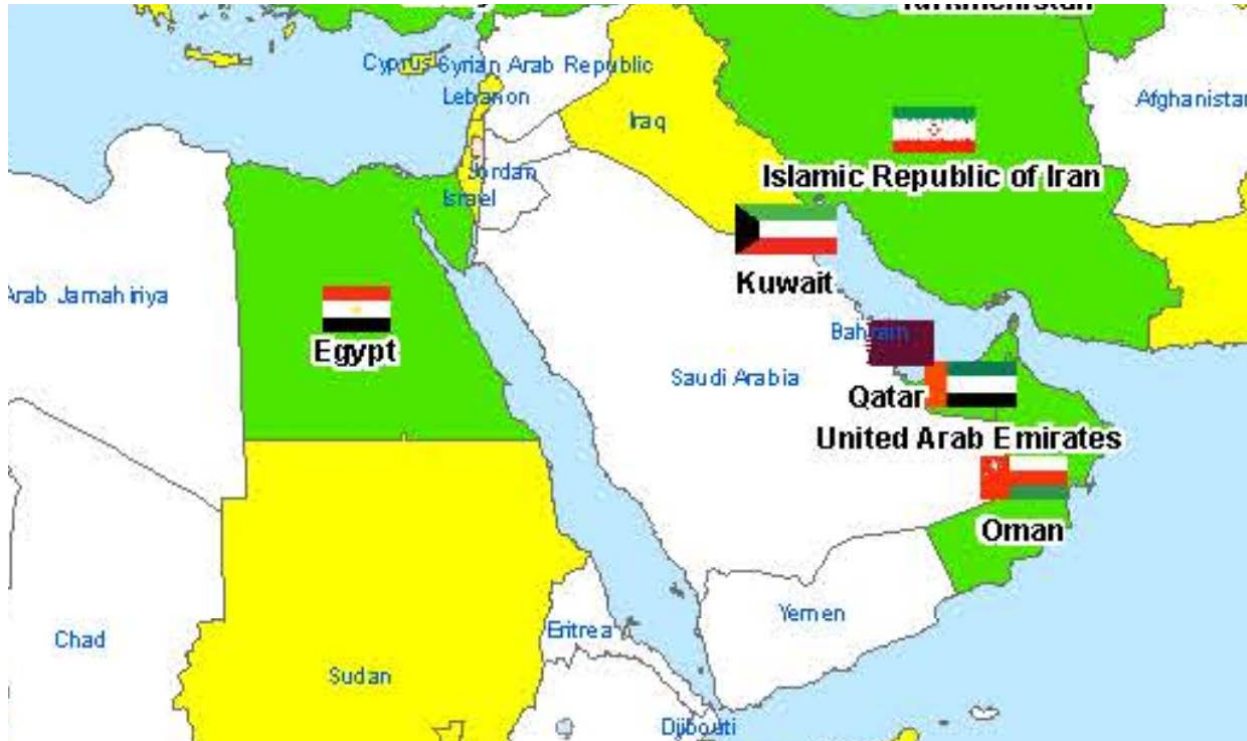 Turkmenistan
Cyprus
Syrian Arab Republic
Lebanon
Iraq
Afghanistan
Jordan
Islamic Republic of Iran
Israel
Kuwait
Arab Jamahiriya
Egypt
Bahrain
Saudi Arabia
Qatar
United Arab Emirates
Oman
Yemen
Chad
Eritrea
Sudan
Djibouti